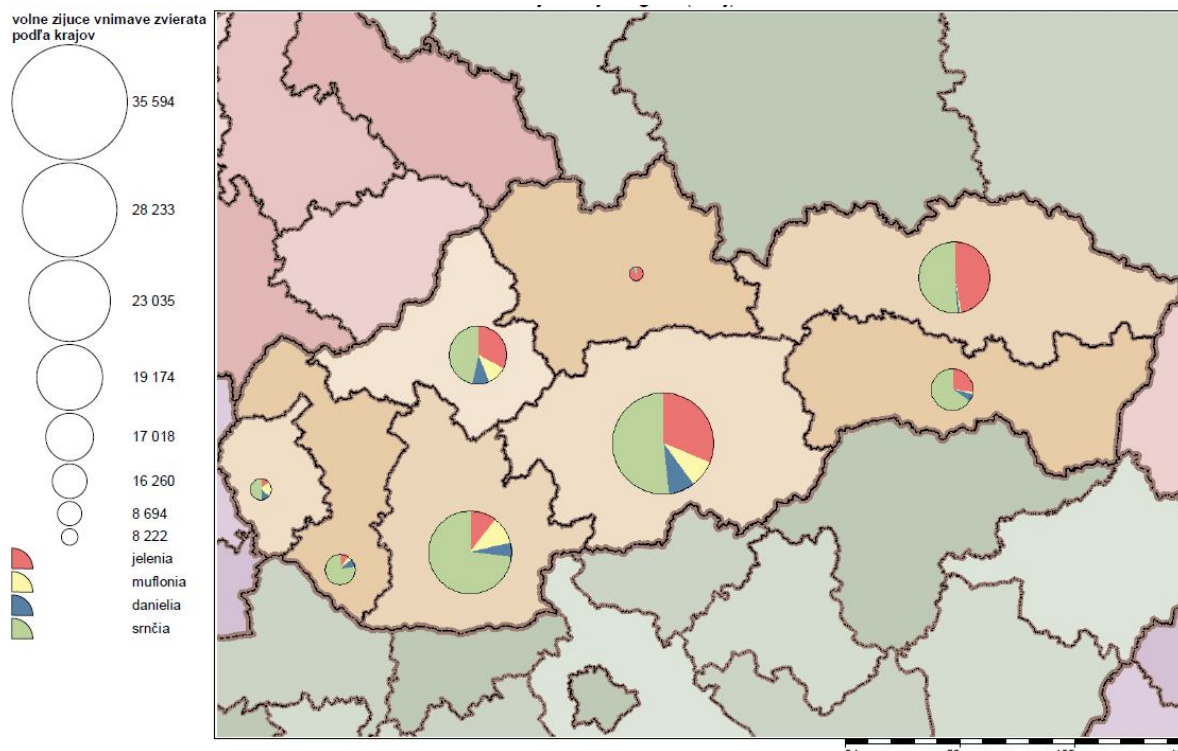 volne zijuce vnimave zvierata
podľa krajov
35 594
28 233
23 035
19 174
17 018
16 260
8 694
8 222
jelenia
muflonia
danielia
srnčia